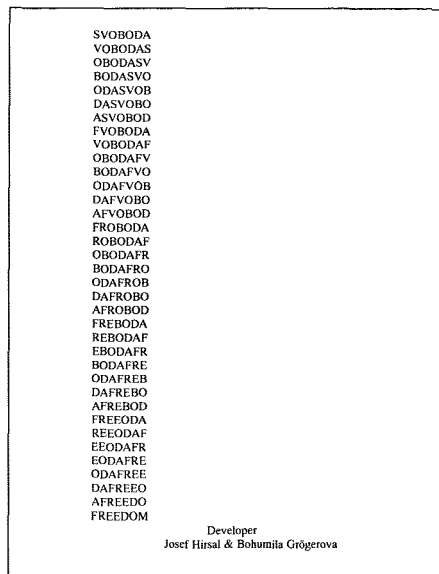 SVOBODA
VOBODAS
OBODASV
BODASVO
ODASVOB
DASVOBO
ASVOBOD
FVOBODA
VOBODAF
OBODAFV
BODAFVO
ODAFVOB
DAFVOBO
AFVOBOD
FROBODA
ROBODAF
OBODAFR
BODAFRO
ODAFROB
DAFROBO
AFROBOD
FREBODA
REBODAF
EBODAFR
BODAFRE
ODAFREB
DAFREBO
AFREBOD
FREEODA
REEODAF
EEODAFR
EODAFRE
ODAFREE
DAFREEO
AFREEDO
FREEDOM
Developer
Josef Hirsal & Bohumila Grögerova